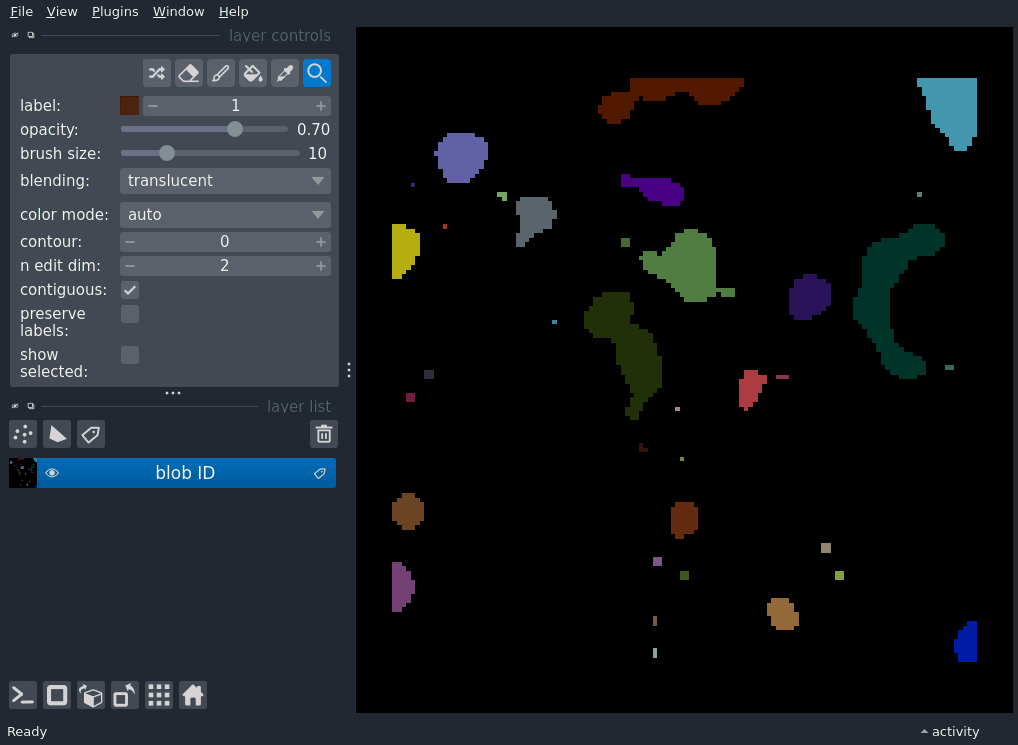 File View Plugins Window Help
layer controls
label: 1
opacity: 0.70
brush size: 10
blending: translucent
color mode: auto
contour: 0
n edit dim: 2
contiguous:
preserve
labels:
show
selected:
layer list
blob ID
Ready
activity